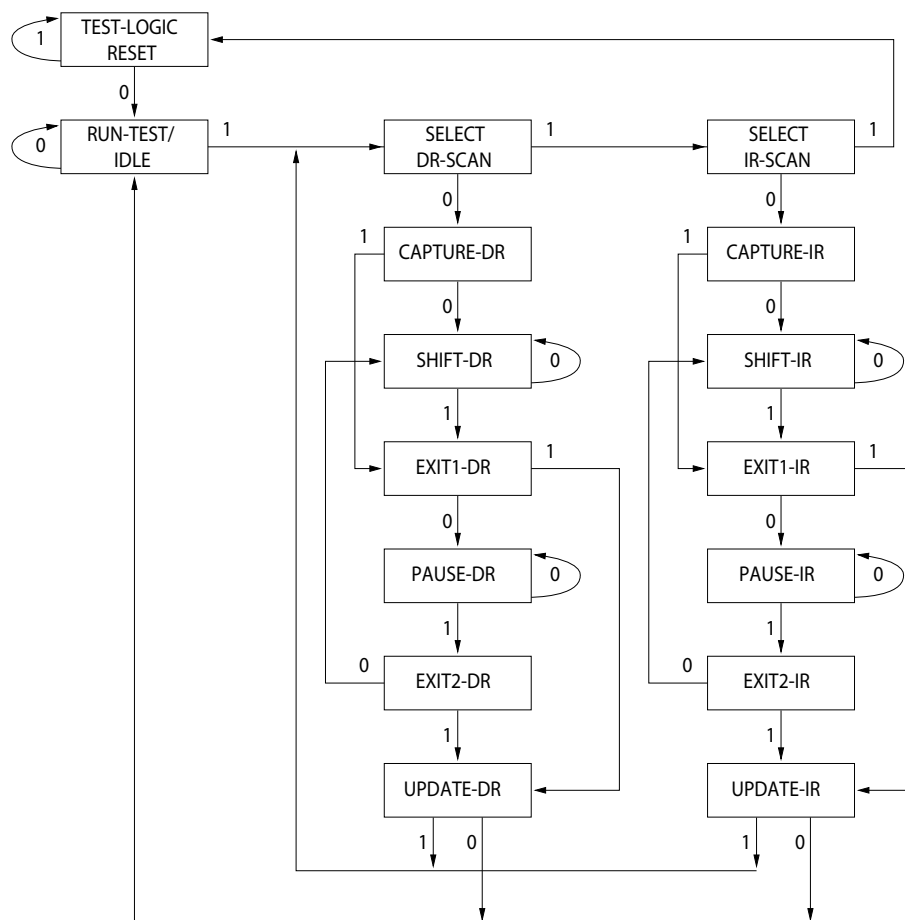 TEST-LOGIC
RESET
1
0
RUN-TEST/
IDLE
0
1
SELECT
DR-SCAN
1
SELECT
IR-SCAN
1
0
0
1
CAPTURE-DR
1
CAPTURE-IR
0
0
SHIFT-DR
0
SHIFT-IR
0
1
1
EXIT1-DR
1
EXIT1-IR
1
0
0
PAUSE-DR
0
PAUSE-IR
0
1
1
0
EXIT2-DR
0
EXIT2-IR
1
1
UPDATE-DR
UPDATE-IR
1
0
1
0